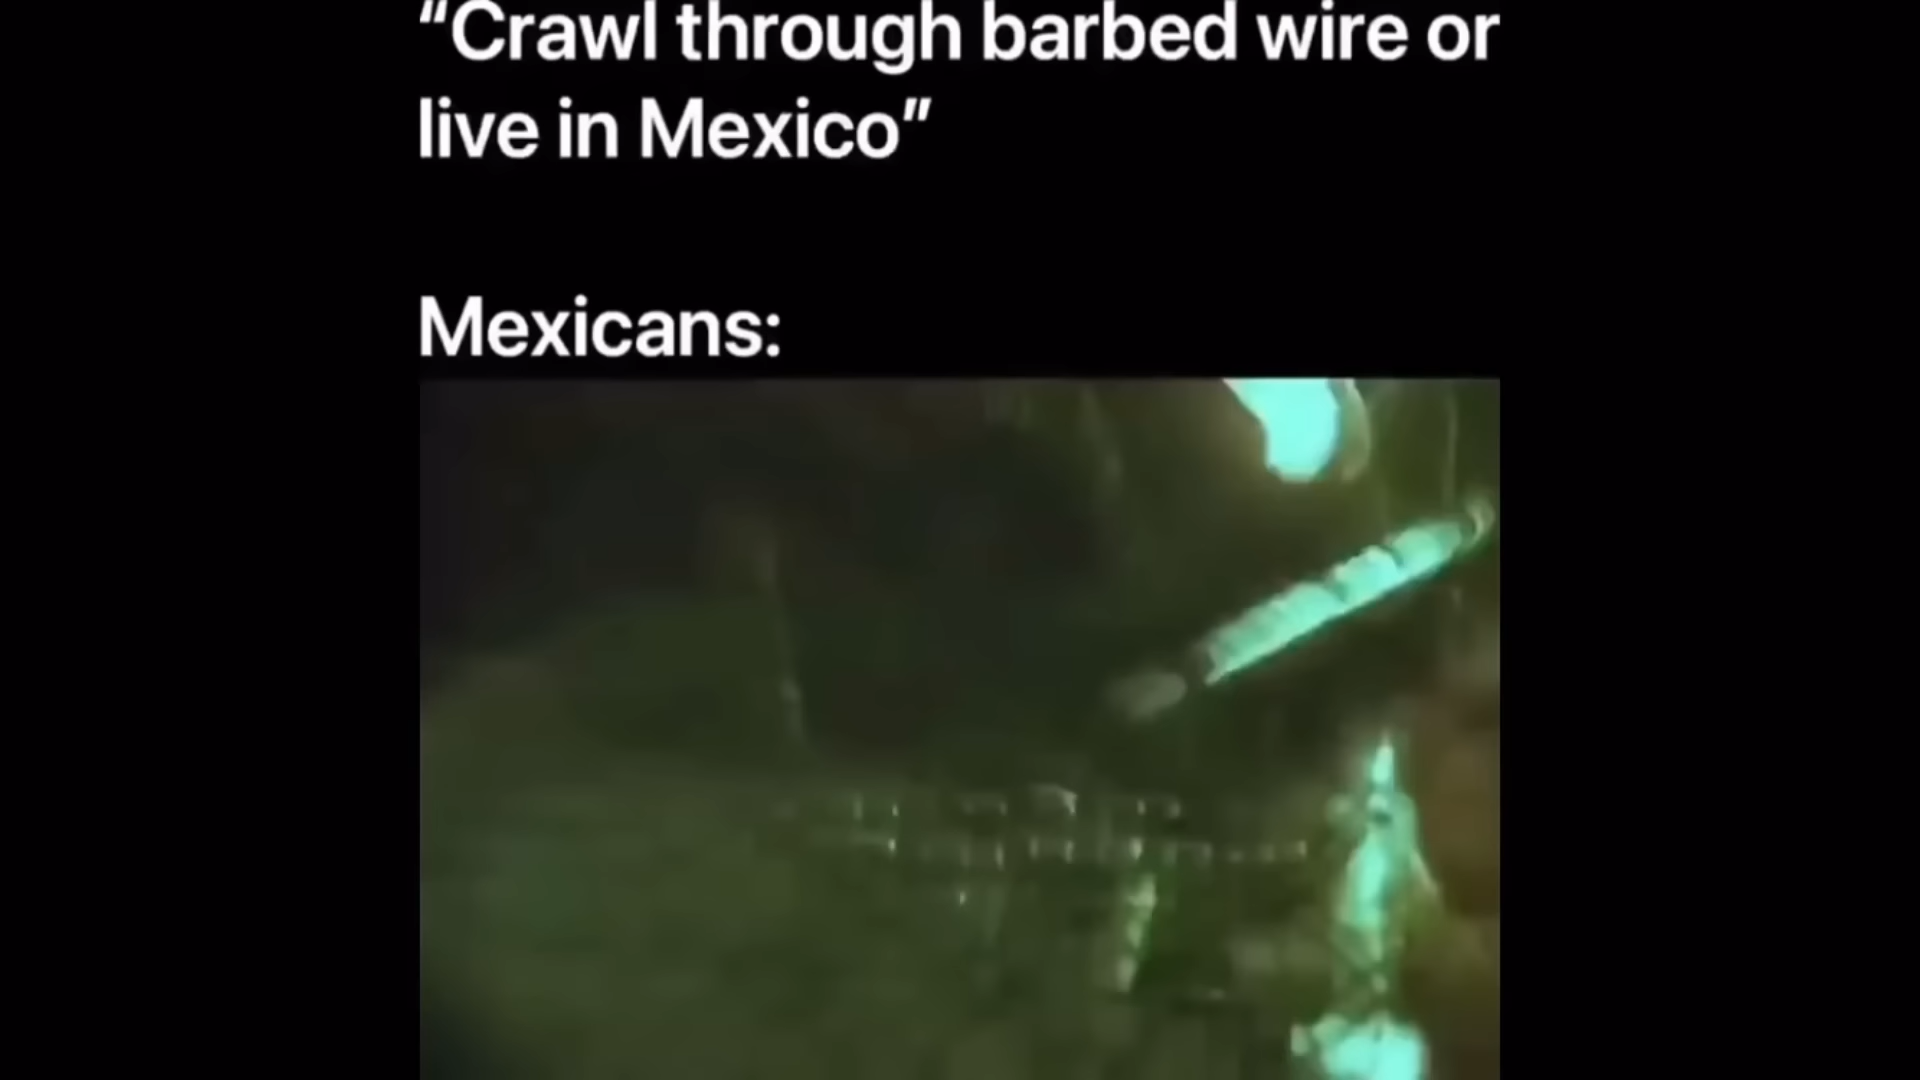 “Crawl through barbed wire or
live in Mexico”
Mexicans: